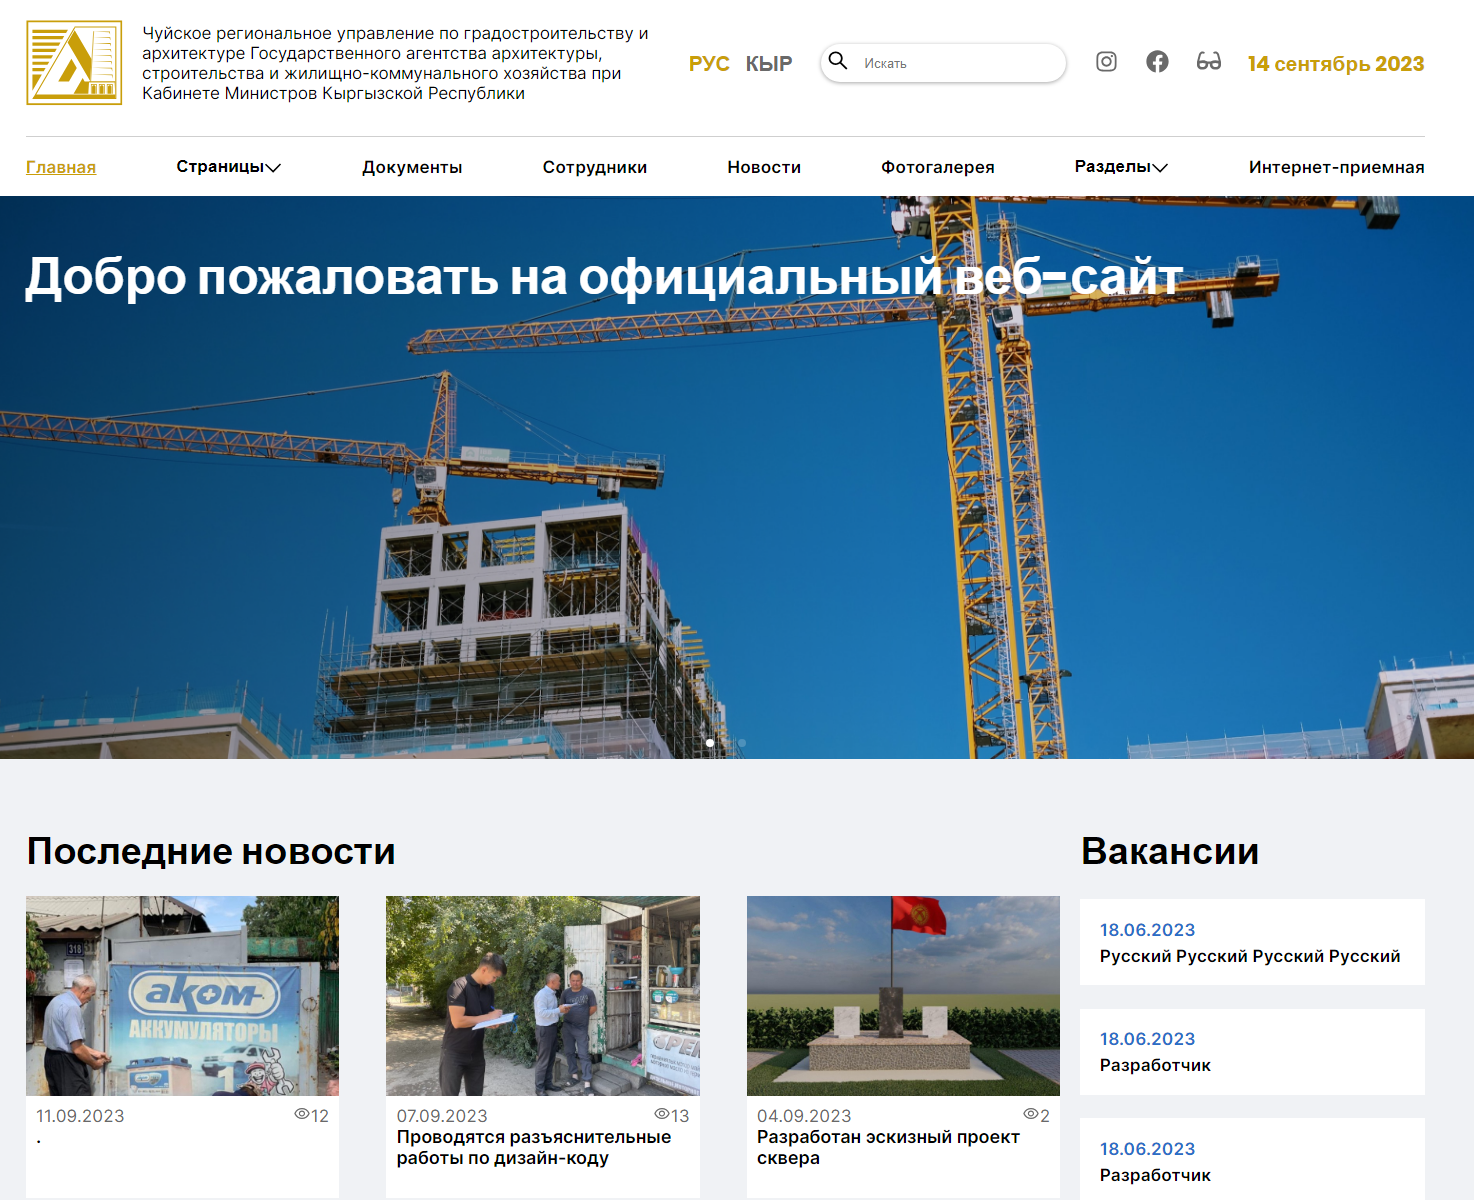 Чуйское региональное управление по градостроительству и
архитектуре Государственного агентства архитектуры,
строительства и жилищно-коммунального хозяйства при
Кабинете Министров Кыргызской Республики
РУС КЫР
Искать
14 сентябрь 2023
Главная
Страницы
Документы
Сотрудники
Новости
Фотогалерея
Разделы
Интернет-приемная
Добро пожаловать на официальный веб-сайт
Последние новости
318
аком
АККУМУЛЯТОРЫ
11.09.2023
12
.
07.09.2023
13
Проводятся разъяснительные
работы по дизайн-коду
04.09.2023
2
Разработан эскизный проект
сквера
Вакансии
18.06.2023
Русский Русский Русский Русский
18.06.2023
Разработчик
18.06.2023
Разработчик